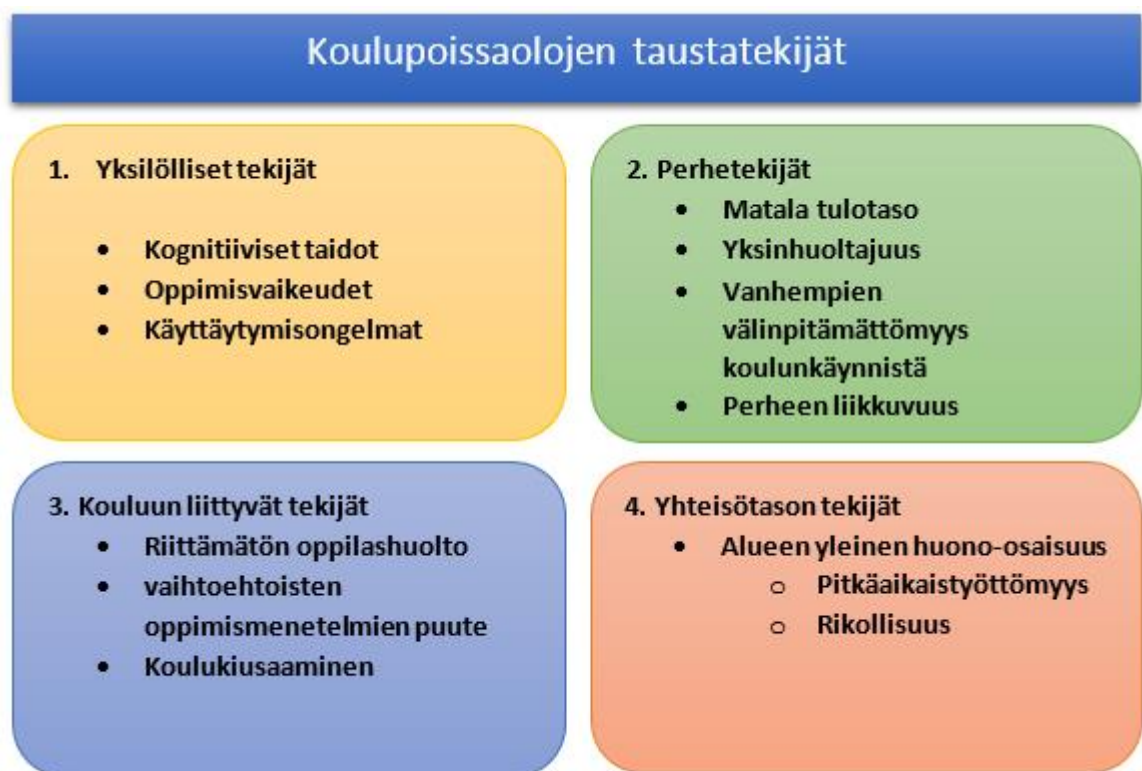 Koulupoissaolojen taustatekijät
1. Yksilölliset tekijät
• Kognitiiviset taidot
• Oppimisvaikeudet
• Käyttäytymisongelmat
2. Perhetekijät
• Matala tulotaso
• Yksinhuoltajuus
• Vanhempien
välinpitämättömyys
koulunkäynnistä
• Perheen liikkuvuus
3. Kouluun liittyvät tekijät
• Riittämätön oppilashuolto
• vaihtoehtoisten
oppimismenetelmien puute
• Koulukiusaaminen
4. Yhteisötason tekijät
• Alueen yleinen huono-osaisuus
o Pitkäaikaistyöttömyys
o Rikollisuus